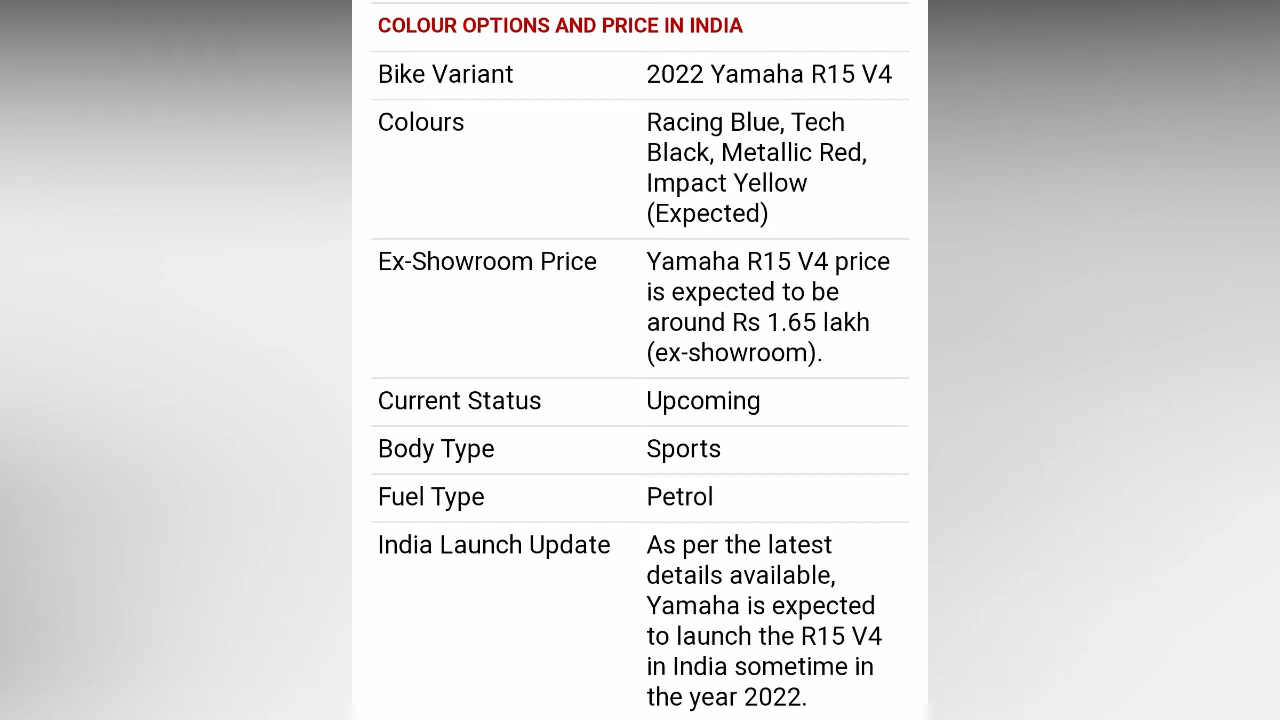 COLOUR OPTIONS AND PRICE IN INDIA
Bike Variant
2022 Yamaha R15 V4
Colours
Racing Blue, Tech
Black, Metallic Red,
Impact Yellow
(Expected)
Ex-Showroom Price
Yamaha R15 V4 price
is expected to be
around Rs 1.65 lakh
(ex-showroom).
Current Status
Upcoming
Body Type
Sports
Fuel Type
Petrol
India Launch Update
As per the latest
details available,
Yamaha is expected
to launch the R15 V4
in India sometime in
the year 2022.